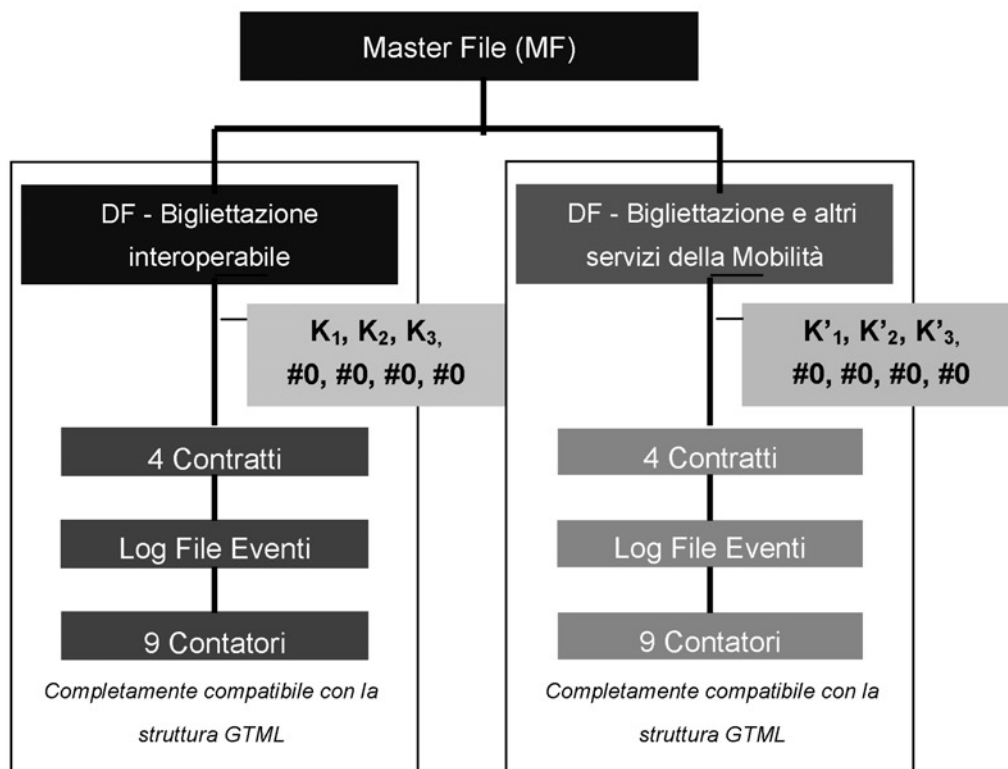 Master File (MF)
DF - Bigliettazione
interoperabile
K1, K2, K3,
#0, #0, #0, #0
4 Contratti
Log File Eventi
9 Contatori
Completamente compatibile con la
struttura GTML
DF - Bigliettazione e altri
servizi della Mobilità
K’1, K’2, K’3,
#0, #0, #0, #0
4 Contratti
Log File Eventi
9 Contatori
Completamente compatibile con la
struttura GTML